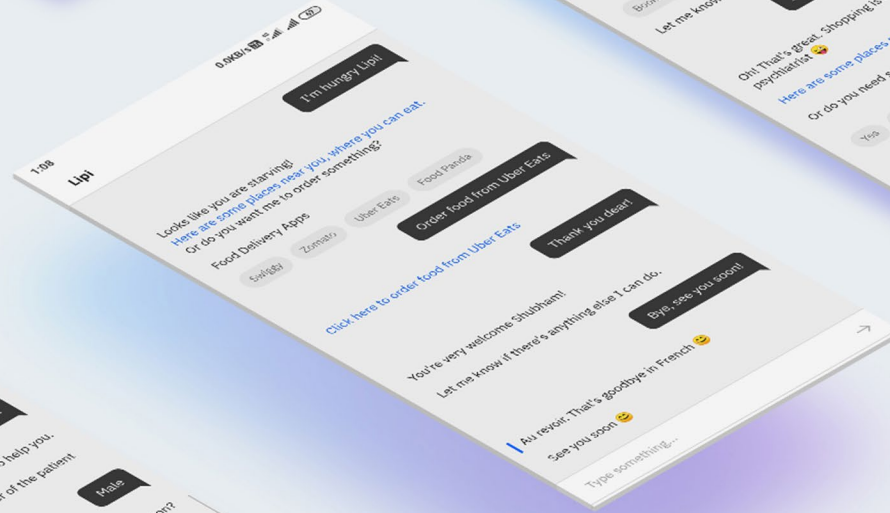 1:08
0.0KB/s
Lipi
I'm hungry Lipi!
Looks like you are starving!
Here are some places near you, where you can eat.
Or do you want me to order something?
Food Delivery Apps
Swiggy
Zomato
Uber Eats
Food Panda
Order food from Uber Eats
Click here to order food from Uber Eats
Thank you dear!
You're very welcome Shubham!
Let me know if there's anything else I can do.
Bye, see you soon!
Au revoir. That's goodbye in French 😊
See you soon 😊
Type something...
Let me know
Oh! That's great. Shopping is
psychiatrist 😜
Here are some places
Or do you need
Yes
help you.
of the patient
Male